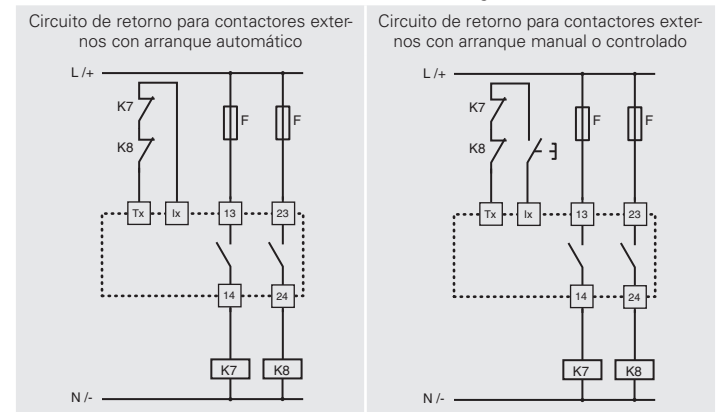 Circuito de retorno para contactores exter-
nos con arranque automático
L /+
K7
K8
F
F
Tx
Ix
13
23
14
24
K7
K8
N /-
Circuito de retorno para contactores exter-
nos con arranque manual o controlado
L /+
K7
K8
F
F
Tx
Ix
13
23
14
24
K7
K8
N /-